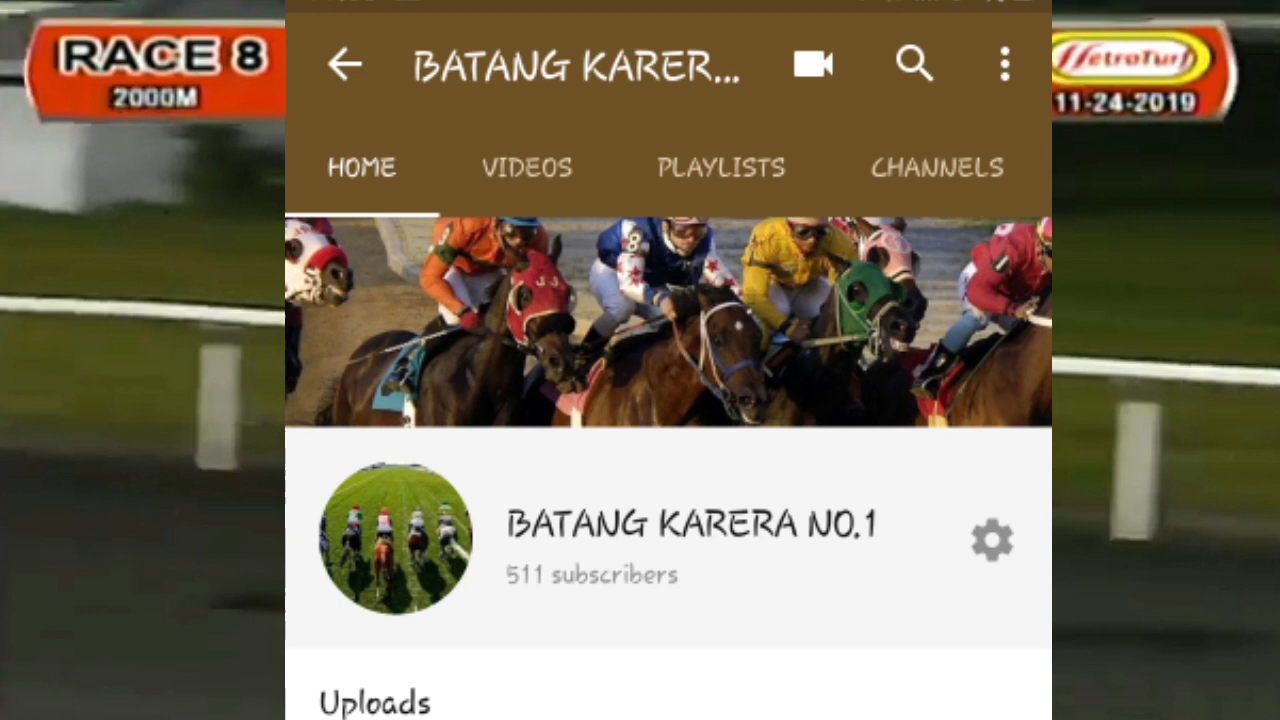 RACE 8
2000M
BATANG KARER...
MetroTurf
11-24-2019
HOME
VIDEOS
PLAYLISTS
CHANNELS
8
BATANG KARERA NO.1
511 subscribers
Uploads